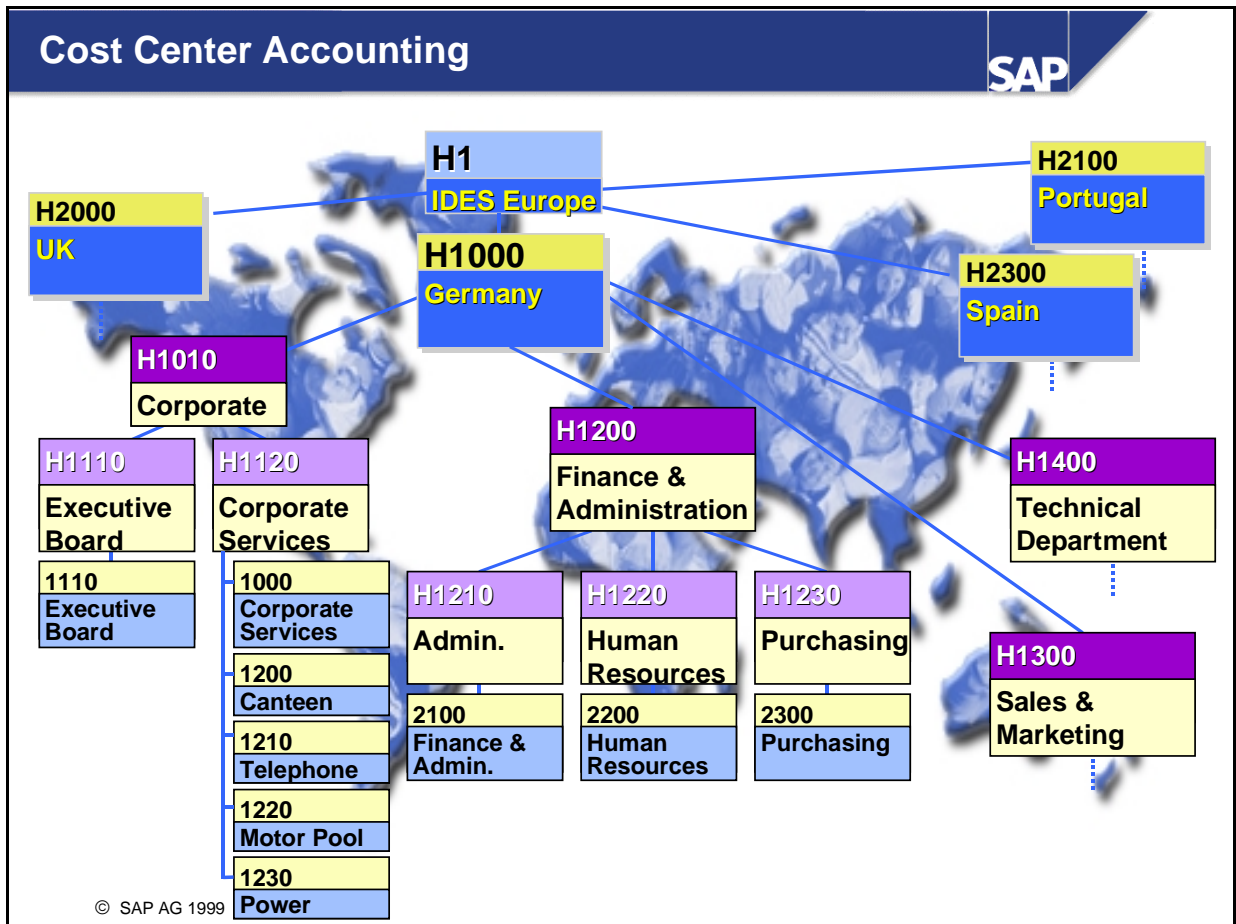 Cost Center Accounting
SAP
H1
IDES Europe
H2100
Portugal
H2000
UK
H1000
Germany
H2300
Spain
H1010
Corporate
H1200
Finance &
Administration
H1400
Technical
Department
H1110
Executive
Board
H1120
Corporate
Services
1110
Executive
Board
1000
Corporate
Services
1200
Canteen
1210
Telephone
1220
Motor Pool
1230
Power
H1210
Admin.
H1220
Human
Resources
H1230
Purchasing
2100
Finance &
Admin.
2200
Human
Resources
2300
Purchasing
H1300
Sales &
Marketing
© SAP AG 1999